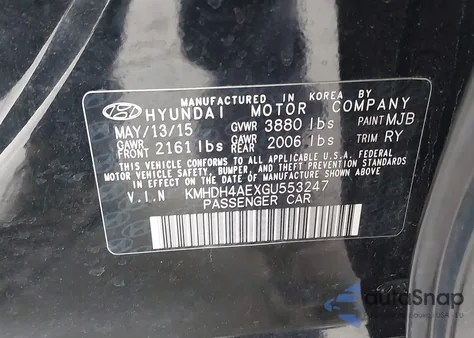 MANUFACTURED IN KOREA BY
HYUNDAI MOTOR COMPANY
MAY/13/15 GVWR 3880 lbs PAINT MJB
GAWR FRONT 2161 lbs GAWR REAR 2006 lbs TRIM RY
THIS VEHICLE CONFORMS TO ALL APPLICABLE U.S.A. FEDERAL
MOTOR VEHICLE SAFETY, BUMPER, AND THEFT PREVENTION STANDARDS
IN EFFECT ON THE DATE OF MANUFACTURE SHOWN ABOVE.
V.I.N KMHDH4AEXGU553247
PASSENGER CAR
autoSnap